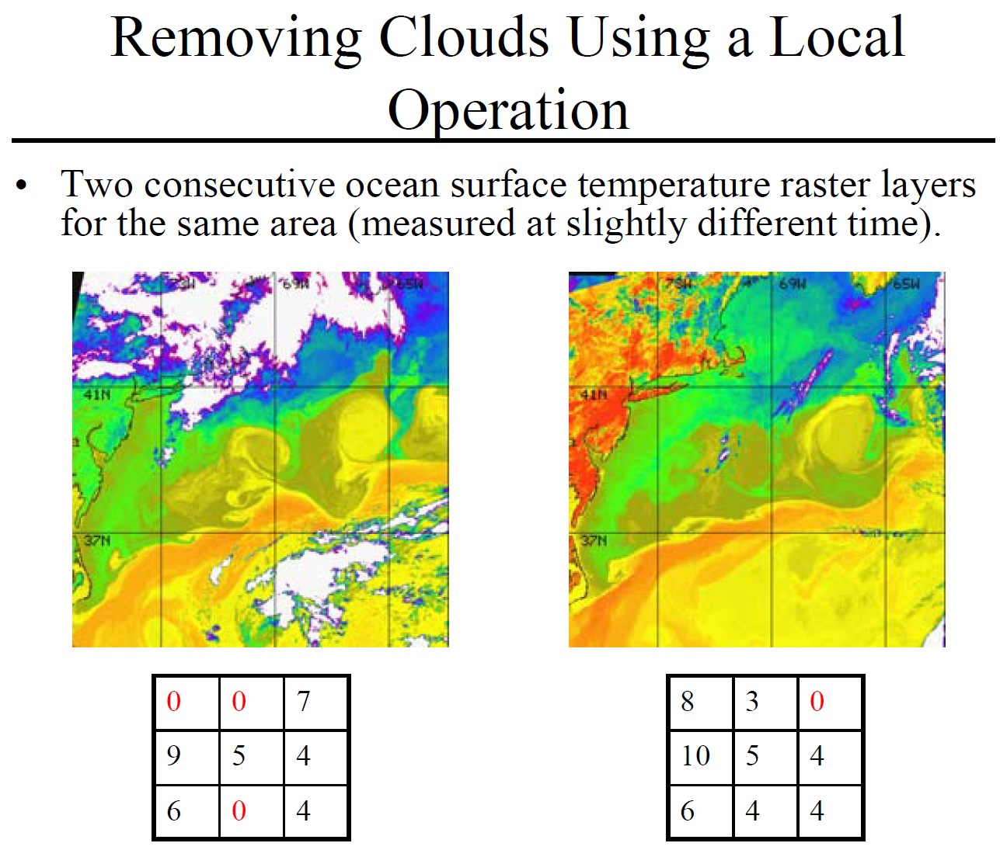 Removing Clouds Using a Local
Operation
• Two consecutive ocean surface temperature raster layers
for the same area (measured at slightly different time).
73W 69W 65W
41N
37N
73W 69W 65W
41N
37N
0 0 7
9 5 4
6 0 4
8 3 0
10 5 4
6 4 4